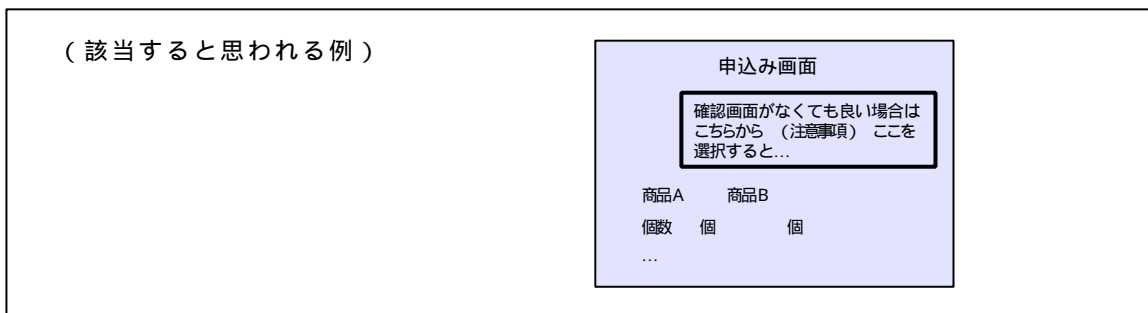 (該当すると思われる例)
申込み画面
確認画面がなくても良い場合は
こちらから (注意事項) ここを
選択すると…
商品A 商品B
個数 個 個
…